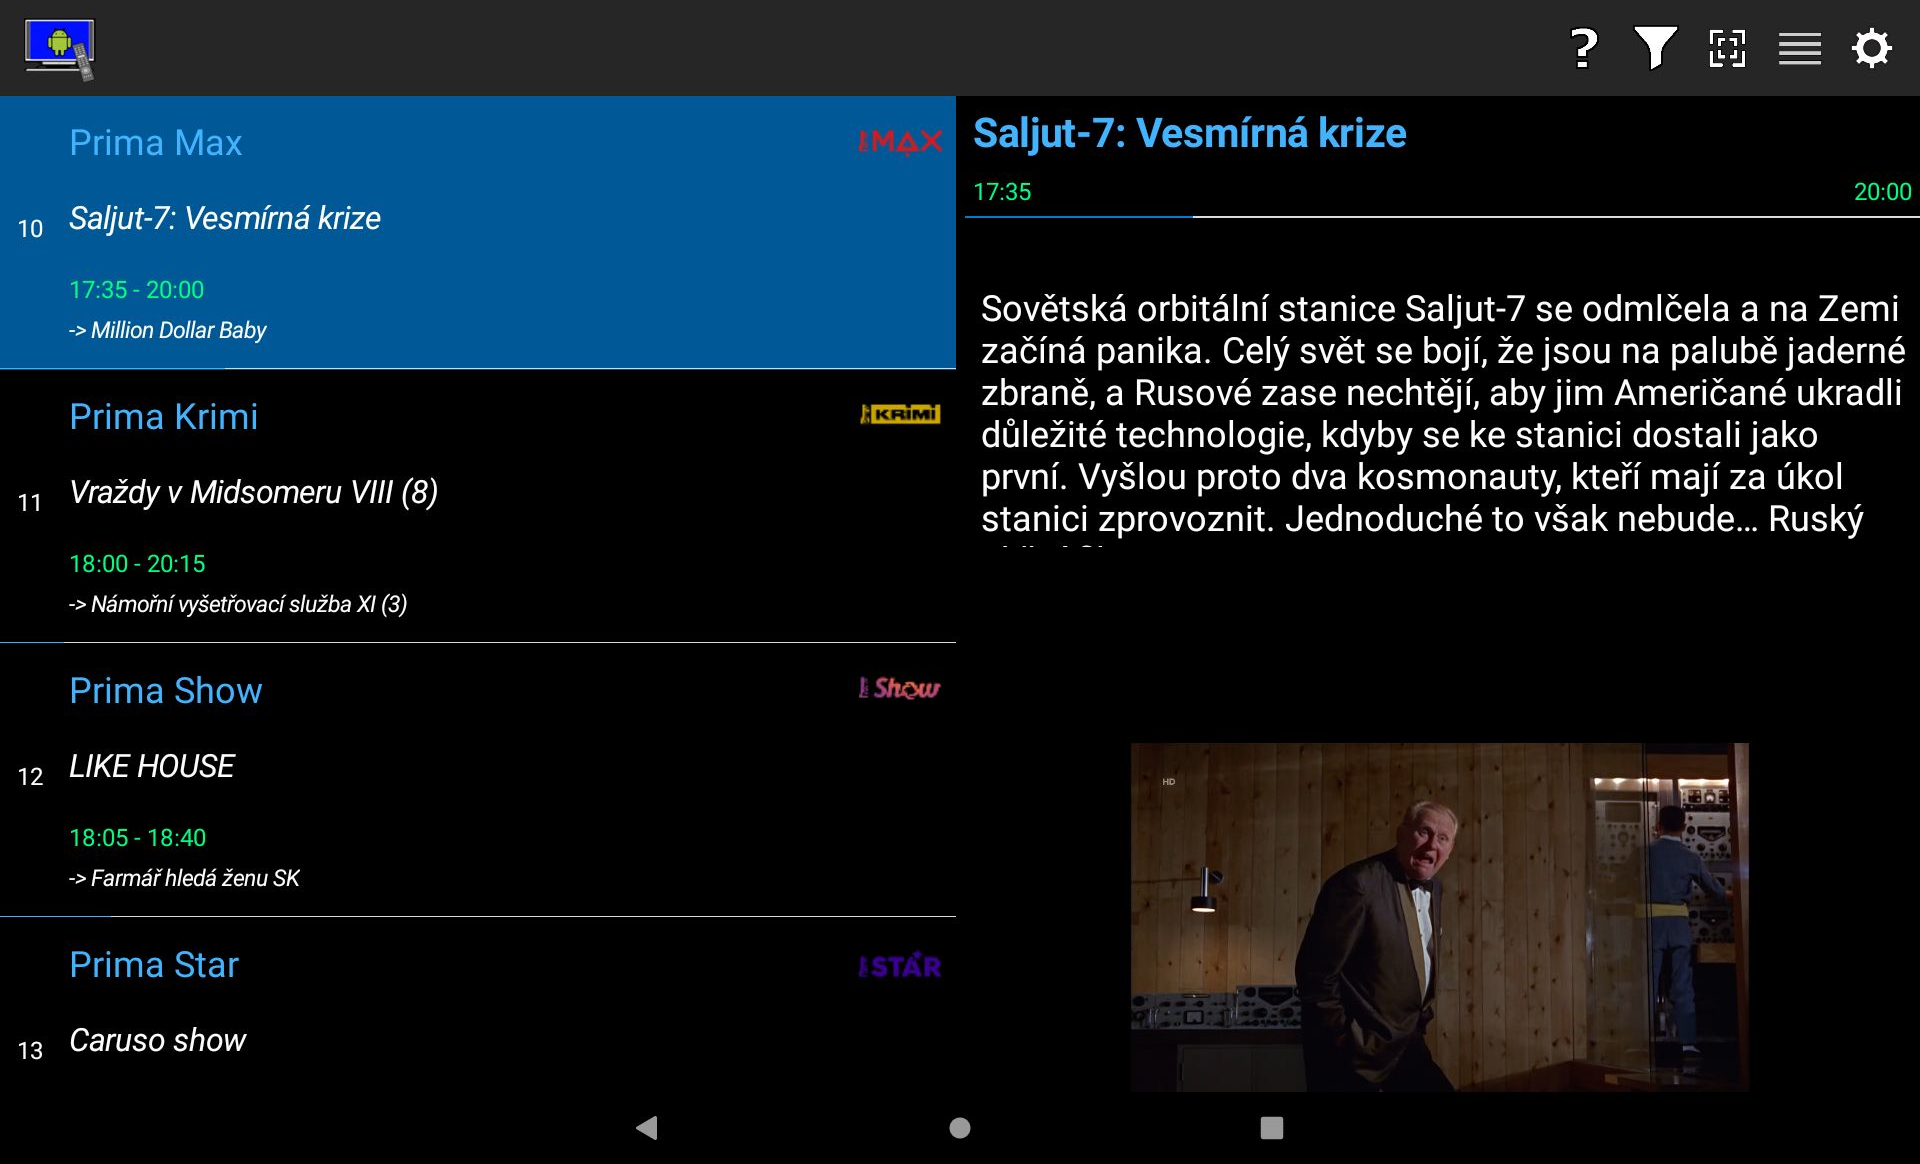 Prima Max
MAX
10
Saljut-7: Vesmírná krize
17:35 - 20:00
-> Million Dollar Baby
Prima Krimi
KRIMI
11
Vraždy v Midsomeru VIII (8)
18:00 - 20:15
-> Námořní vyšetřovací služba XI (3)
Prima Show
Show
12
LIKE HOUSE
18:05 - 18:40
-> Farmář hledá ženu SK
Prima Star
STAR
13
Caruso show
Saljut-7: Vesmírná krize
17:35
20:00
Sovětská orbitální stanice Saljut-7 se odmlčela a na Zemi
začíná panika. Celý svět se bojí, že jsou na palubě jaderné
zbraně, a Rusové zase nechtějí, aby jim Američané ukradli
důležité technologie, kdyby se ke stanici dostali jako
první. Vyšlou proto dva kosmonauty, kteří mají za úkol
stanici zprovoznit. Jednoduché to však nebude… Ruský
HD